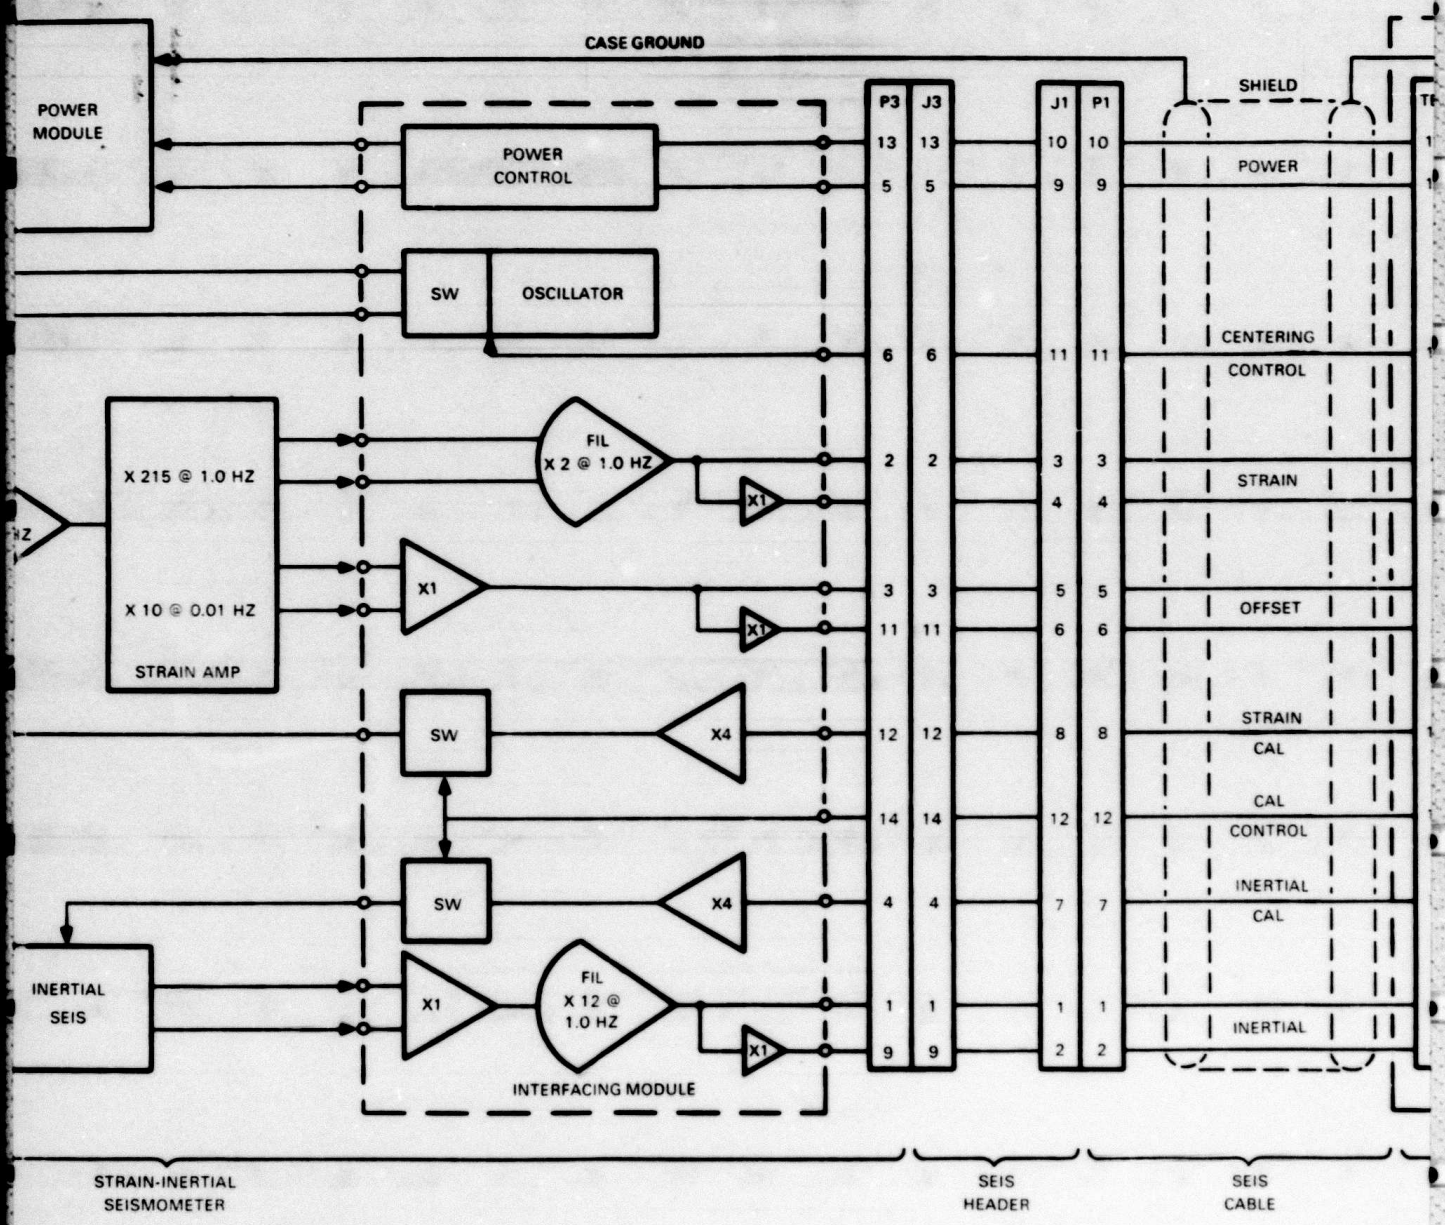 CASE GROUND
POWER
MODULE
P3 J3 J1 P1
SHIELD
POWER
CONTROL
13 13 10 10
POWER
5 5 9 9
SW OSCILLATOR
CENTERING
6 6 11 11
CONTROL
FIL
X 2 @ 1.0 HZ
2 2 3 3
X 215 @ 1.0 HZ
STRAIN
X1
4 4
HZ
X1
3 3 5 5
X 10 @ 0.01 HZ
OFFSET
X1
11 11 6 6
STRAIN AMP
STRAIN
SW X4
12 12 8 8
CAL
CAL
14 14 12 12
CONTROL
INERTIAL
SW X4
4 4 7 7
CAL
INERTIAL
SEIS
X1
FIL
X 12 @
1.0 HZ
1 1 1 1
INERTIAL
X1
9 9 2 2
INTERFACING MODULE
STRAIN-INERTIAL
SEISMOMETER
SEIS
HEADER
SEIS
CABLE